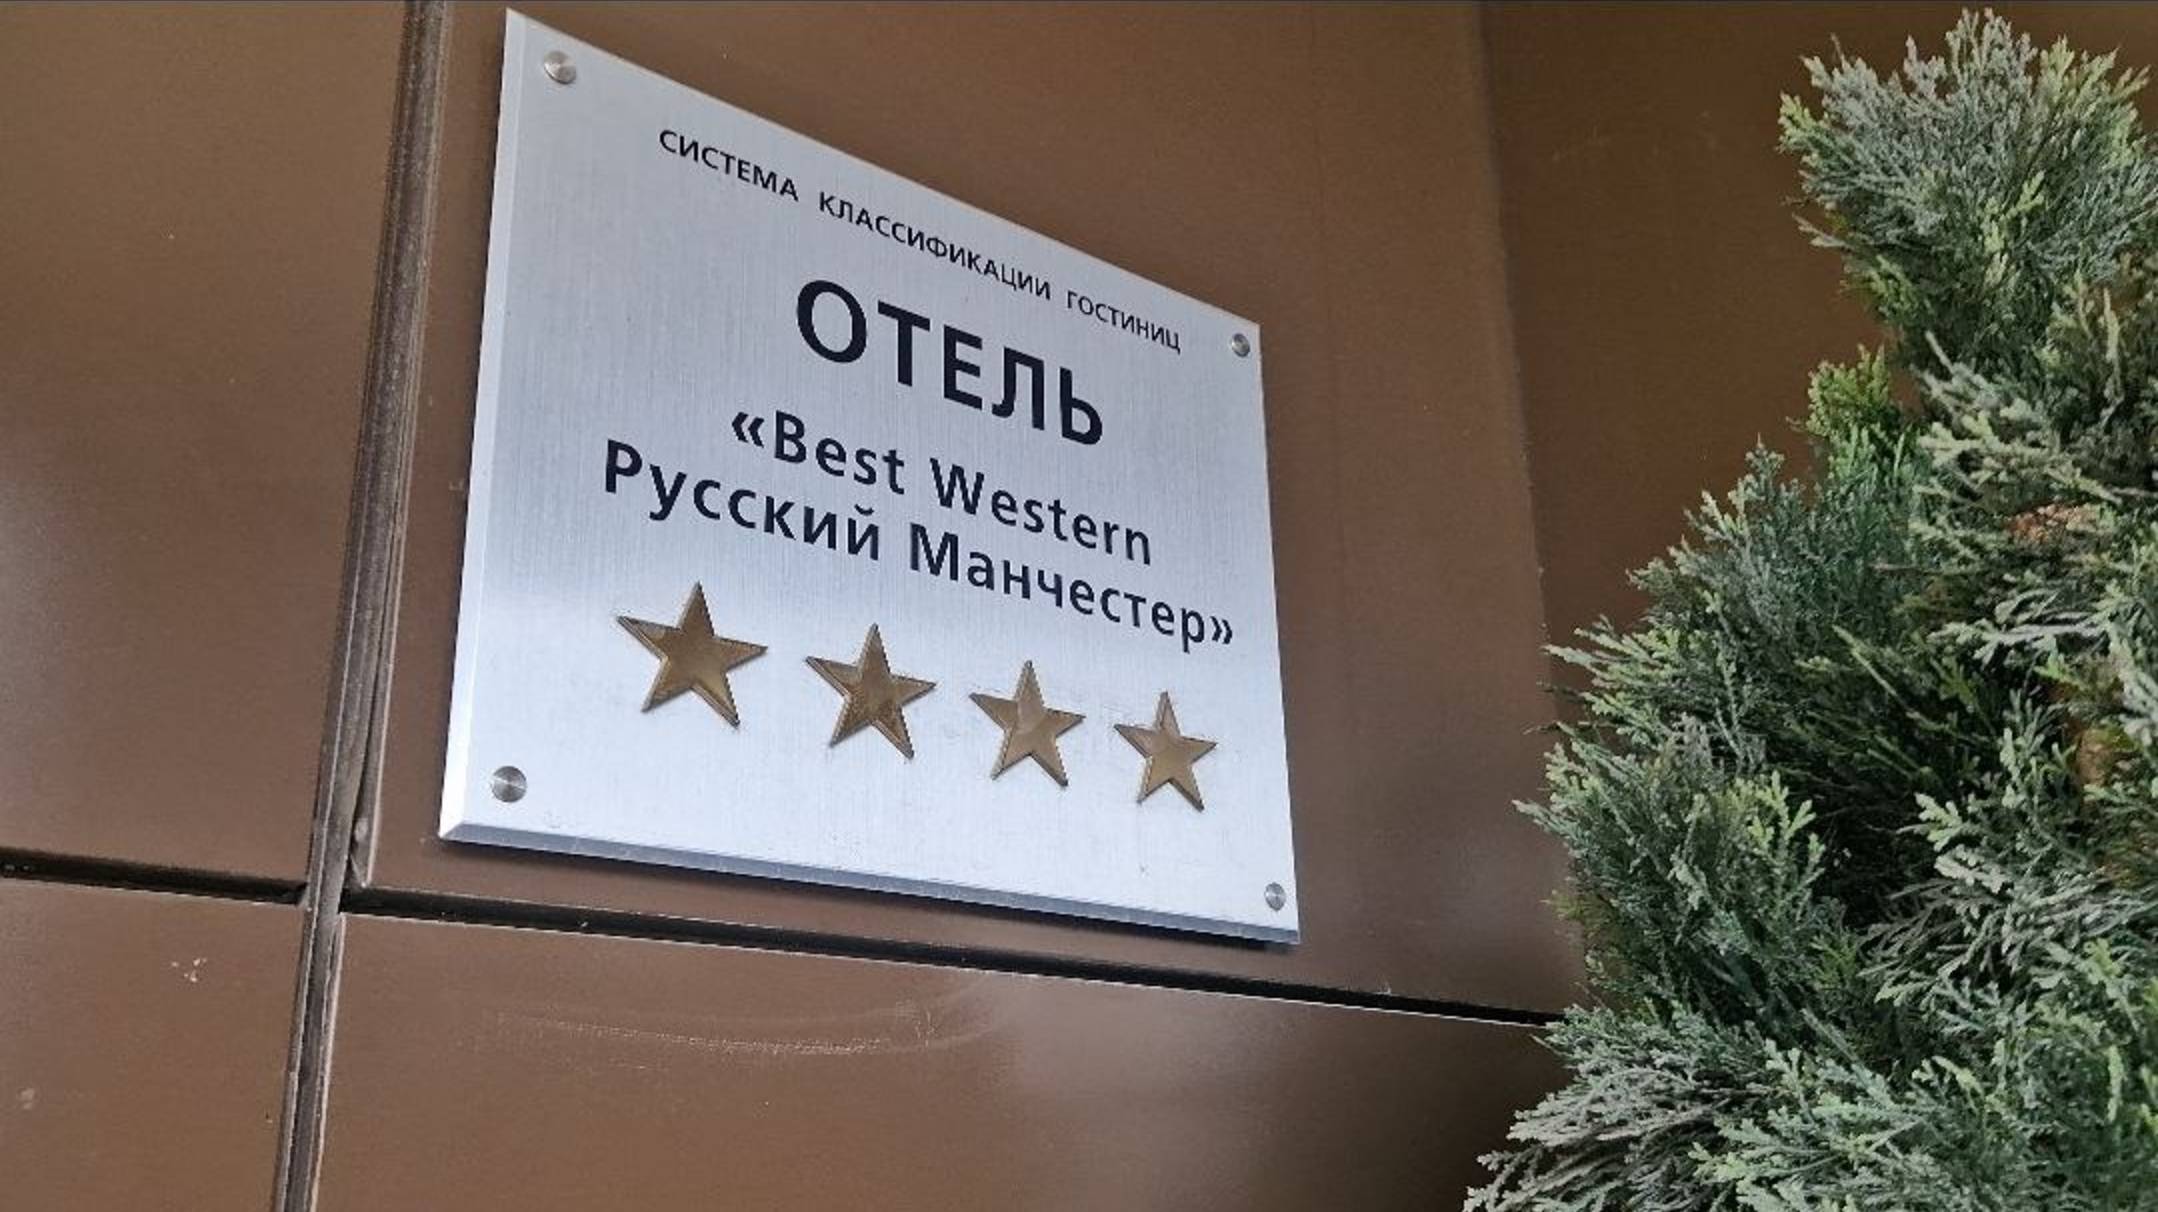 СИСТЕМА КЛАССИФИКАЦИИ ГОСТИНИЦ
ОТЕЛЬ
«Best Western
Русский Манчестер»